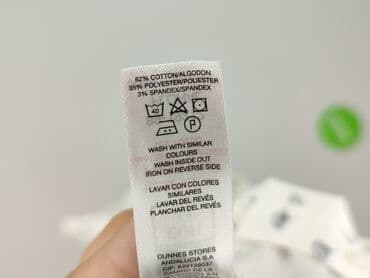 62% COTTON/ALGODON
35% POLYESTER/POLIESTER
3% SPANDEX/SPANDEX
40
P
WASH WITH SIMILAR
COLOURS
WASH INSIDE OUT
IRON ON REVERSE SIDE
LAVAR CON COLORES
SIMILARES
LAVAR DEL REVÉS
PLANCHAR DEL REVÉS
DUNNES STORES
ANDALUCIA S.A